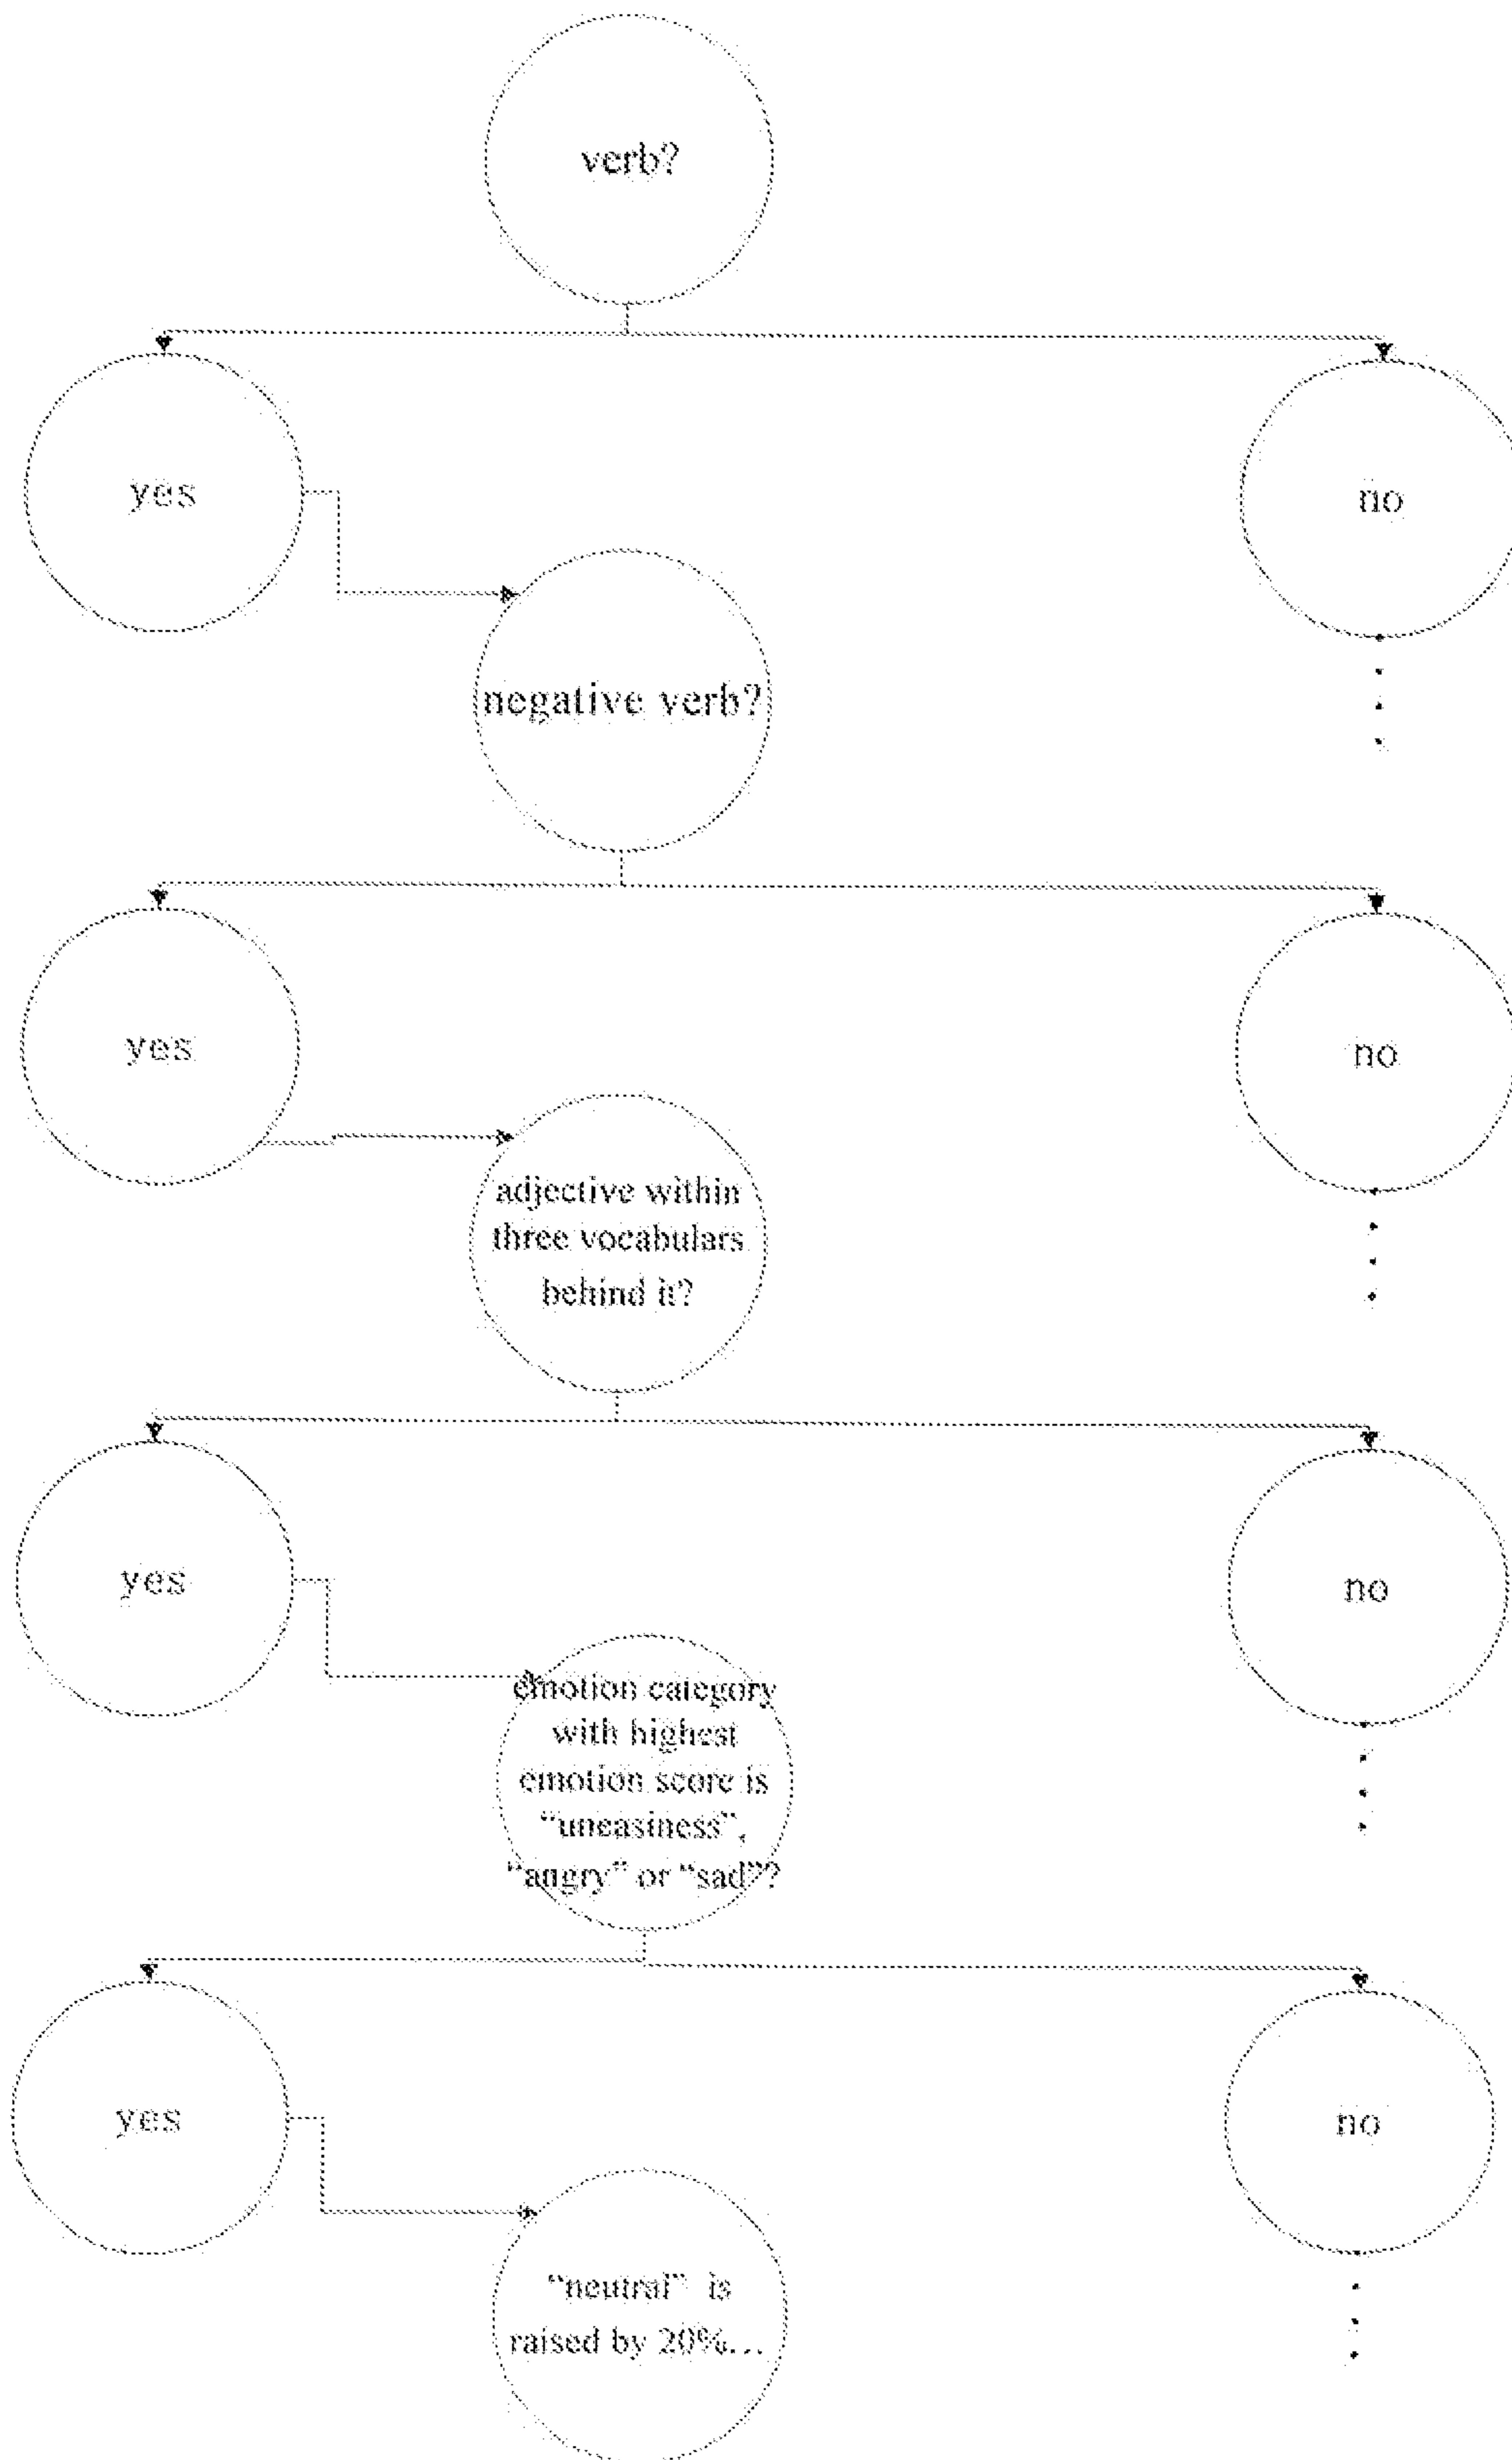 verb?
yes
no
negative verb?
yes
no
adjective within
three vocabulars
behind it?
yes
no
emotion category
with highest
emotion score is
“uneasiness”,
“angry” or “sad”?
yes
no
“neutral” is
raised by 20%...